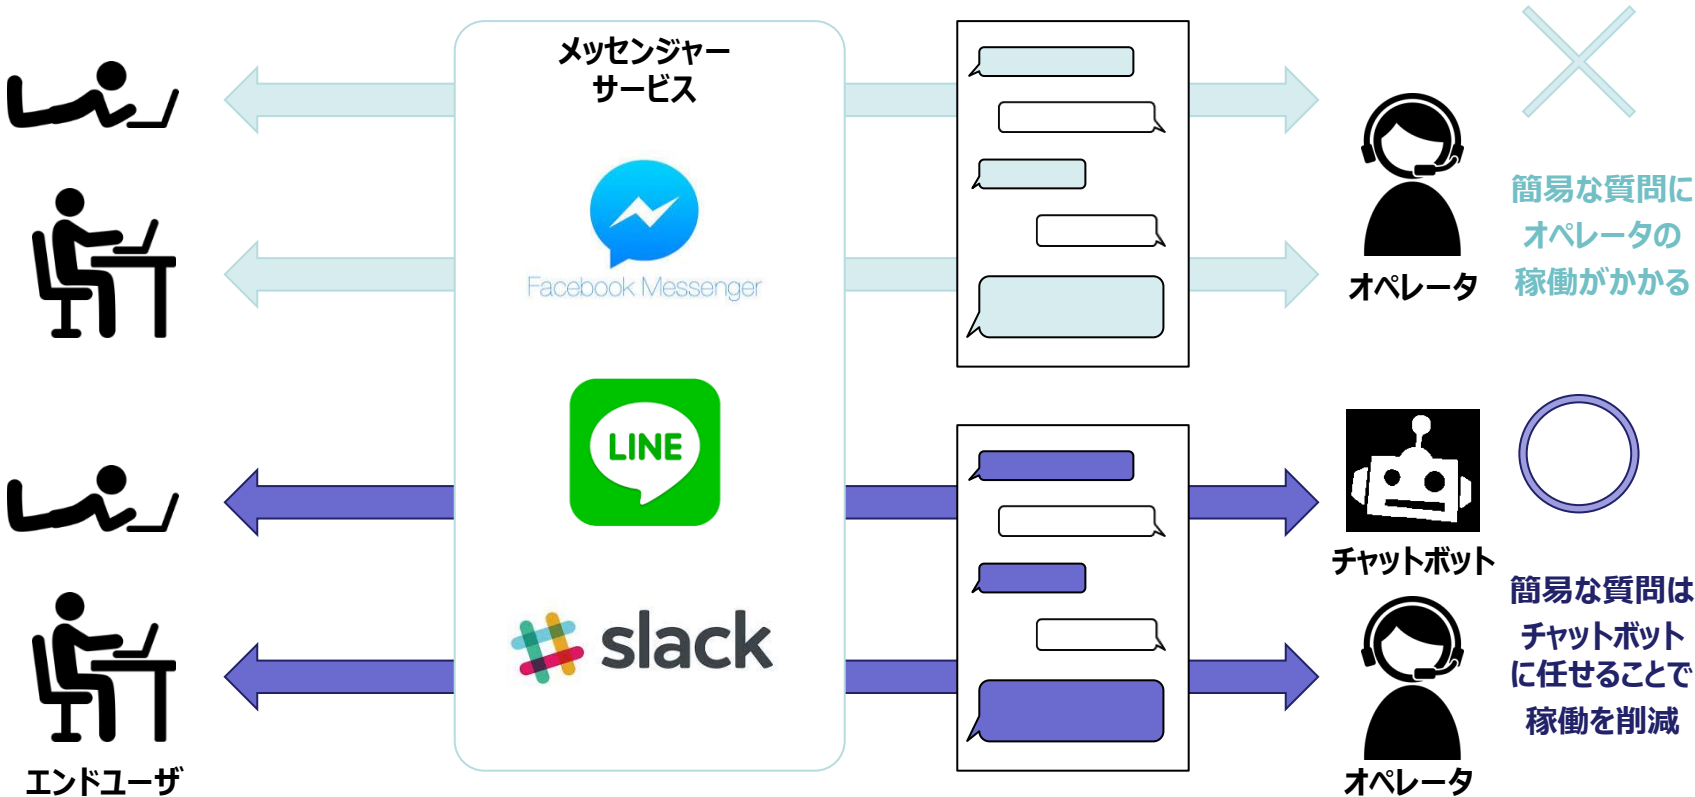 メッセンジャー
サービス
Facebook Messenger
LINE
slack
オペレータ
簡易な質問に
オペレータの
稼働がかかる
チャットボット
簡易な質問は
チャットボット
に任せることで
稼働を削減
エンドユーザ
オペレータ